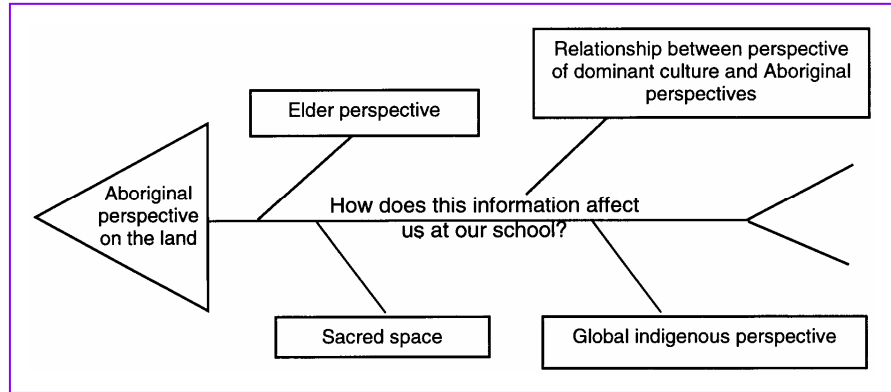 Relationship between perspective
of dominant culture and Aboriginal
perspectives
Elder perspective
Aboriginal
perspective
on the land
How does this information affect
us at our school?
Sacred space
Global indigenous perspective